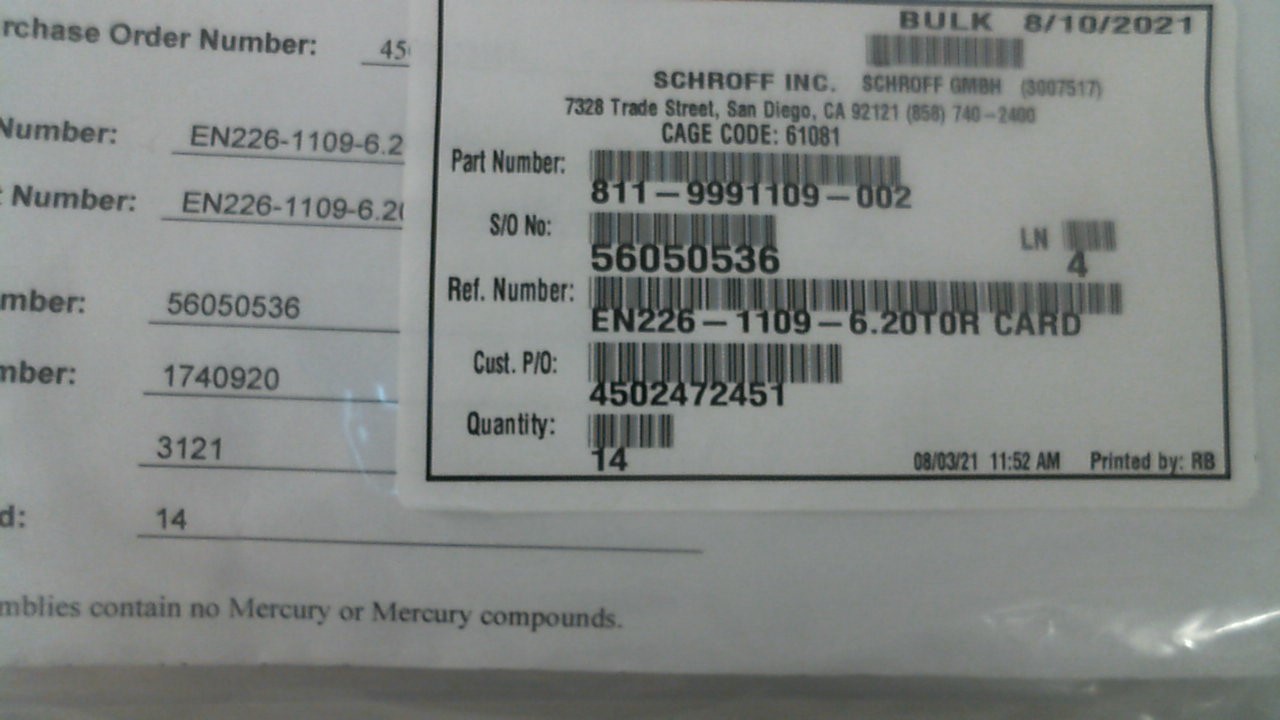 rchase Order Number: 45
Number: EN226-1109-6.2
Number: EN226-1109-6.20
mber: 56050536
mber: 1740920
3121
d: 14
mblies contain no Mercury or Mercury compounds.
BULK 8/10/2021
SCHROFF INC. SCHROFF GMBH (3007517)
7328 Trade Street, San Diego, CA 92121 (858) 740-2400
CAGE CODE: 61081
Part Number:
811-9991109-002
S/O No:
56050536
LN
4
Ref. Number:
EN226-1109-6.20TOR CARD
Cust. P/O:
4502472451
Quantity:
14
08/03/21 11:52 AM Printed by: RB